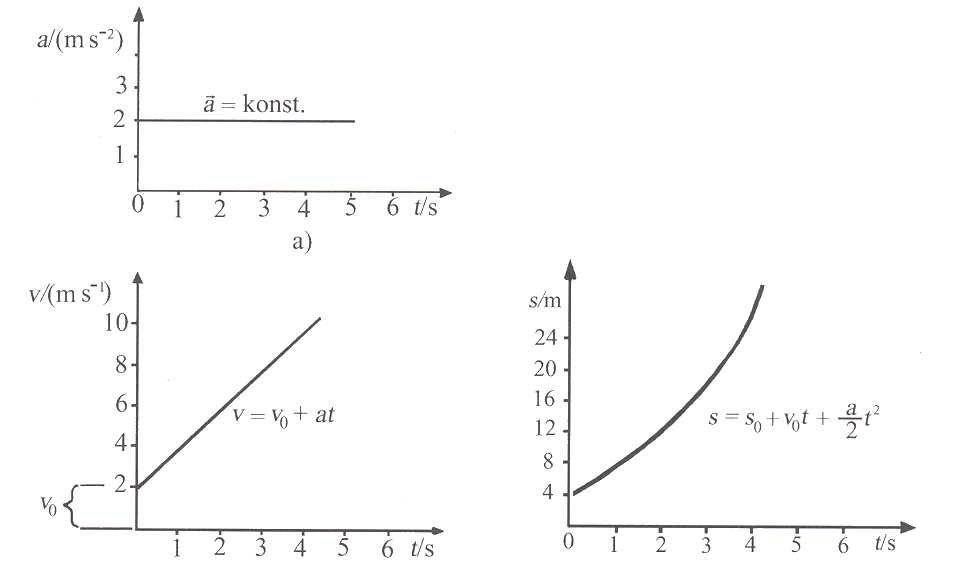 a/(m s⁻²)
3
2
1
a⃗ = konst.
0 1 2 3 4 5 6 t/s
a)
v/(m s⁻¹)
10
8
6
4
2
v₀
v = v₀ + at
1 2 3 4 5 6 t/s
s/m
24
20
16
12
8
4
s = s₀ + v₀t + a/2 t²
0 1 2 3 4 5 6 t/s